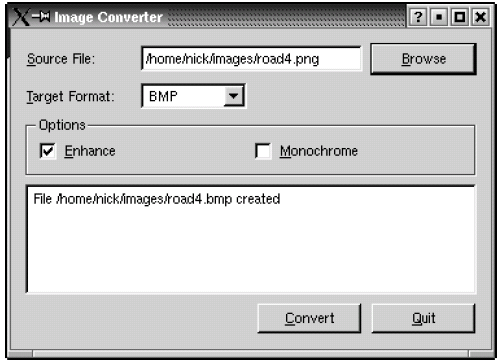 Image Converter
Source File: /home/nick/images/road4.png Browse
Target Format: BMP
Options
Enhance Monochrome
File /home/nick/images/road4.bmp created
Convert Quit